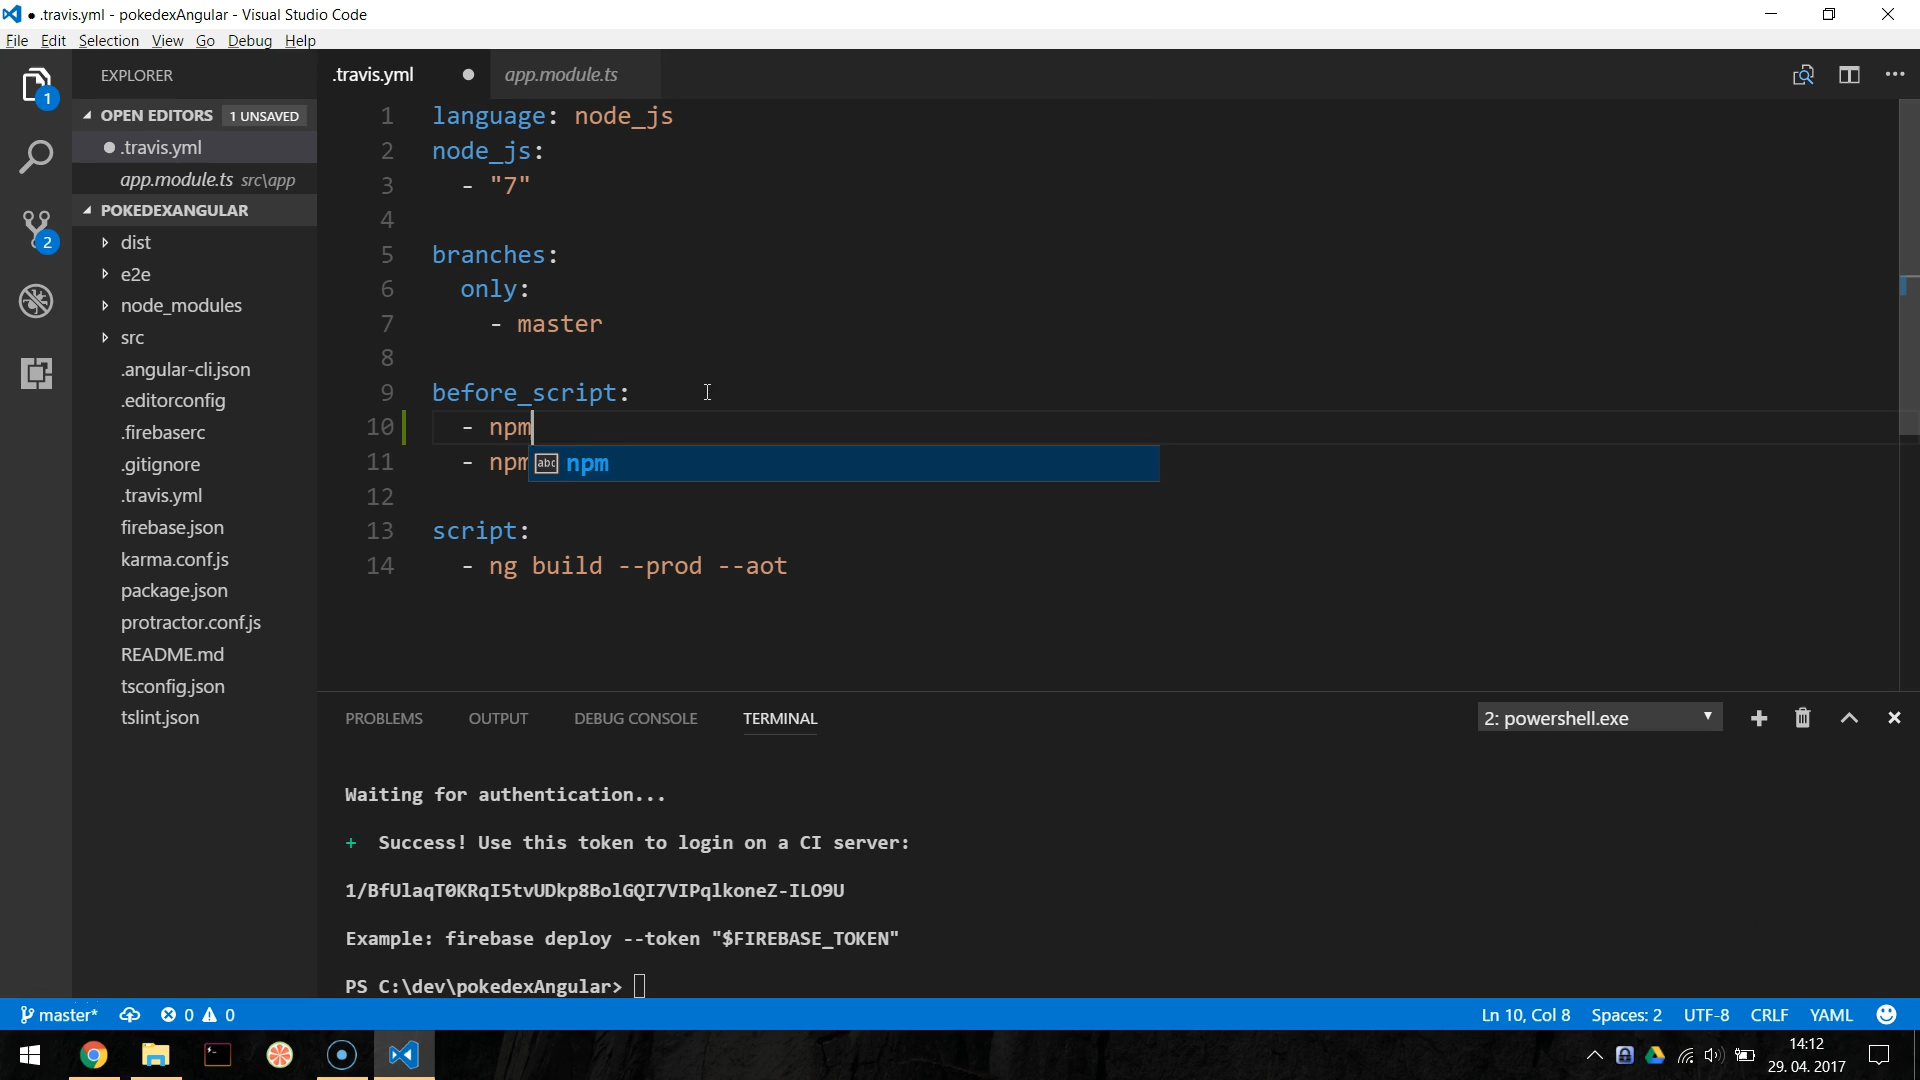 ● .travis.yml - pokedexAngular - Visual Studio Code
File Edit Selection View Go Debug Help
EXPLORER
.travis.yml
app.module.ts
1
OPEN EDITORS 1 UNSAVED
.travis.yml
app.module.ts src\app
POKEDEXANGULAR
2
dist
e2e
node_modules
src
.angular-cli.json
.editorconfig
.firebaserc
.gitignore
.travis.yml
firebase.json
karma.conf.js
package.json
protractor.conf.js
README.md
tsconfig.json
tslint.json
1 language: node_js
2 node_js:
3 - "7"
4
5 branches:
6 only:
7 - master
8
9 before_script:
10 - npm
11 - npm
abc npm
12
13 script:
14 - ng build --prod --aot
PROBLEMS OUTPUT DEBUG CONSOLE TERMINAL 2: powershell.exe
Waiting for authentication...
+ Success! Use this token to login on a CI server:
1/BfUlaqT0KRqI5tvUDkp8BolGQI7VIPqlkoneZ-ILO9U
Example: firebase deploy --token "$FIREBASE_TOKEN"
PS C:\dev\pokedexAngular>
master* 0 0 Ln 10, Col 8 Spaces: 2 UTF-8 CRLF YAML
14:12
29. 04. 2017